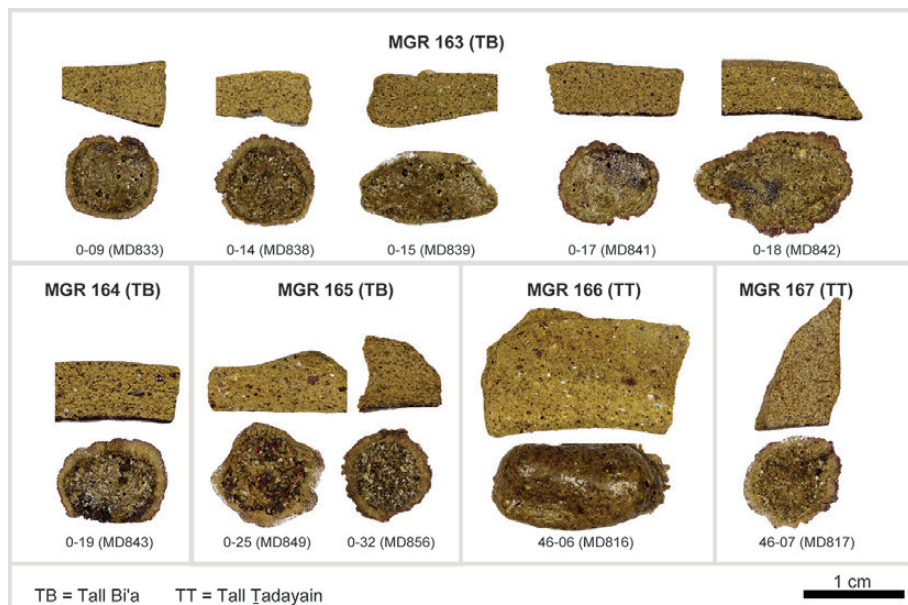 MGR 163 (TB)
0-09 (MD833) 0-14 (MD838) 0-15 (MD839) 0-17 (MD841) 0-18 (MD842)
MGR 164 (TB) MGR 165 (TB) MGR 166 (TT) MGR 167 (TT)
0-19 (MD843) 0-25 (MD849) 0-32 (MD856) 46-06 (MD816) 46-07 (MD817)
TB = Tall Bi'a TT = Tall Ṯadayain 1 cm